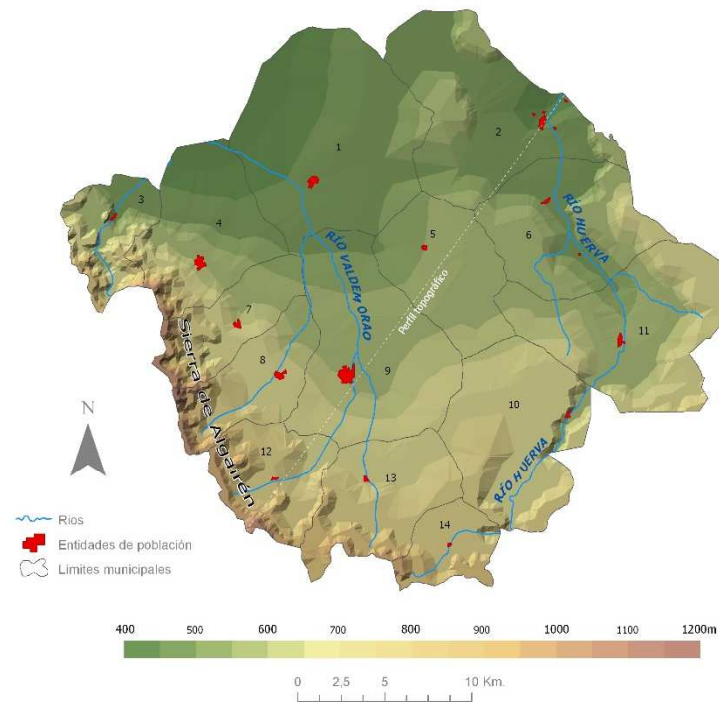 1
2
3
4
5
6
7
8
9
10
11
12
13
14
RÍO HUERVA
RÍO VALDEMORAO
Perfil topográfico
Sierra de Algairén
RÍO HUERVA
N
Ríos
Entidades de población
Límites municipales
400 500 600 700 800 900 1000 1100 1200m
0 2,5 5 10 Km.